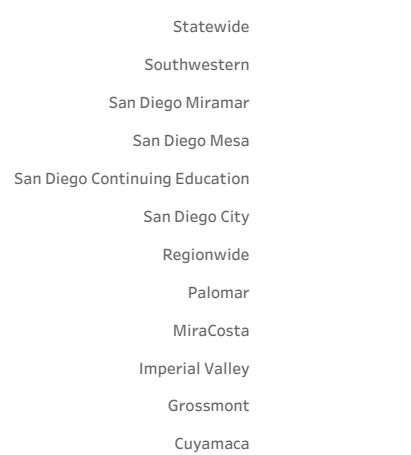 Statewide
Southwestern
San Diego Miramar
San Diego Mesa
San Diego Continuing Education
San Diego City
Regionwide
Palomar
MiraCosta
Imperial Valley
Grossmont
Cuyamaca